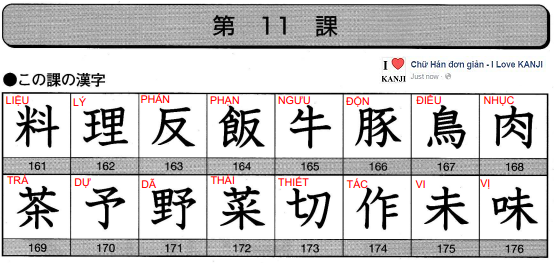 第 11 課
I ❤ KANJI
Chữ Hán đơn giản - I Love KANJI
Just now
●この課の漢字
LIỆU LÝ PHẢN PHẠN NGƯU ĐỘN ĐIỂU NHỤC
料 理 反 飯 牛 豚 鳥 肉
161 162 163 164 165 166 167 168
TRÀ DỰ DÃ THÁI THIẾT TÁC VI VỊ
茶 予 野 菜 切 作 未 味
169 170 171 172 173 174 175 176